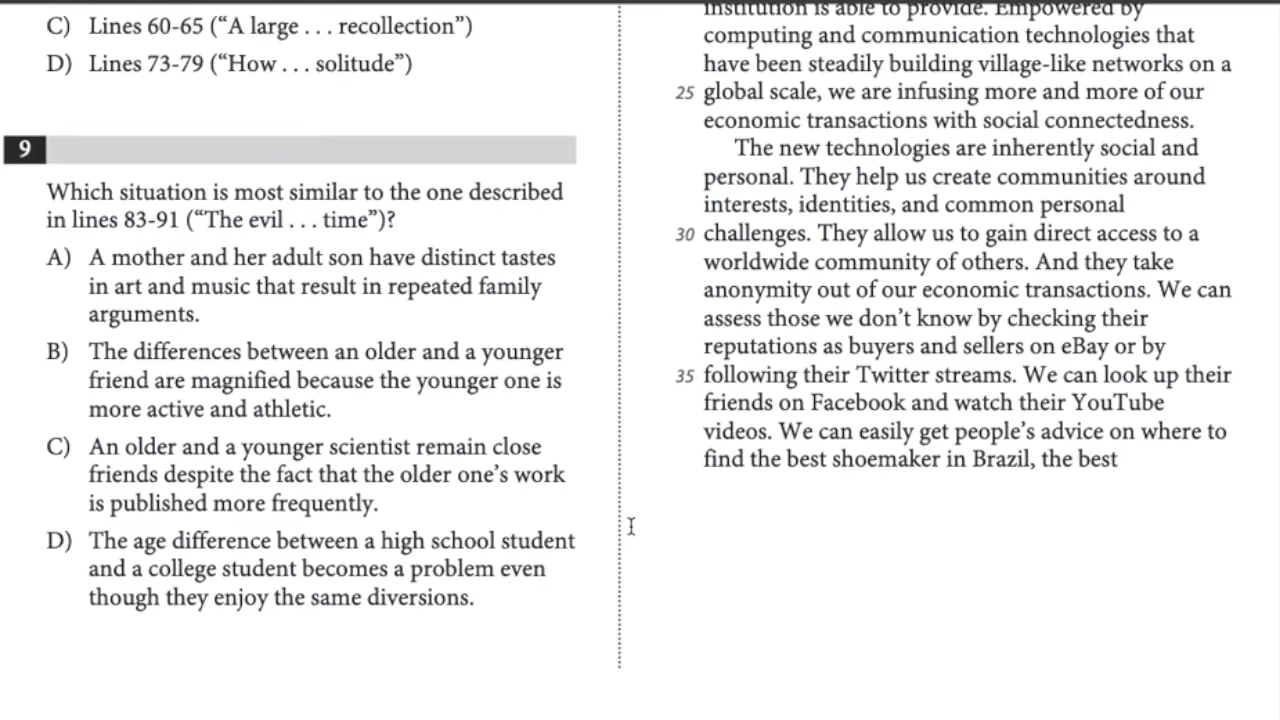 C) Lines 60-65 (“A large . . . recollection”)
D) Lines 73-79 (“How . . . solitude”)
9
Which situation is most similar to the one described
in lines 83-91 (“The evil . . . time”)?
A) A mother and her adult son have distinct tastes
in art and music that result in repeated family
arguments.
B) The differences between an older and a younger
friend are magnified because the younger one is
more active and athletic.
C) An older and a younger scientist remain close
friends despite the fact that the older one’s work
is published more frequently.
D) The age difference between a high school student
and a college student becomes a problem even
though they enjoy the same diversions.
institution is able to provide. Empowered by
computing and communication technologies that
have been steadily building village-like networks on a
25 global scale, we are infusing more and more of our
economic transactions with social connectedness.
The new technologies are inherently social and
personal. They help us create communities around
interests, identities, and common personal
30 challenges. They allow us to gain direct access to a
worldwide community of others. And they take
anonymity out of our economic transactions. We can
assess those we don’t know by checking their
reputations as buyers and sellers on eBay or by
35 following their Twitter streams. We can look up their
friends on Facebook and watch their YouTube
videos. We can easily get people’s advice on where to
find the best shoemaker in Brazil, the best